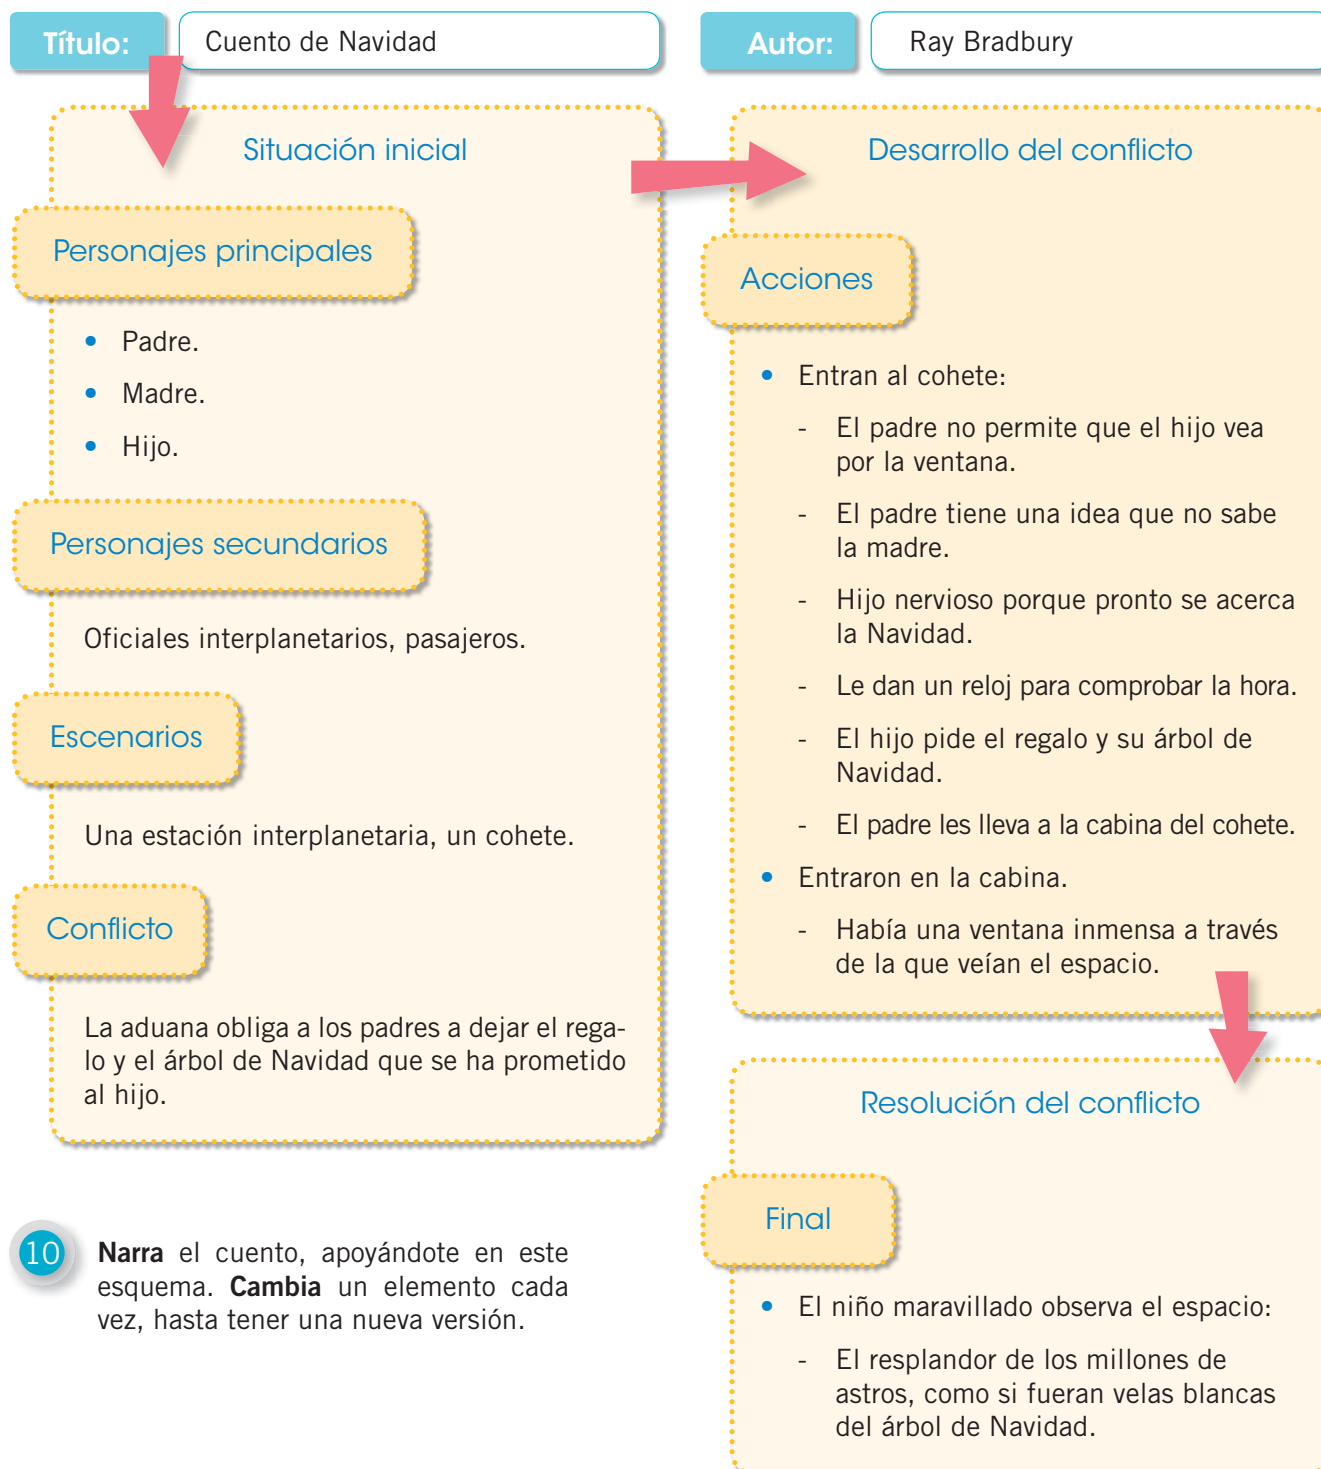 Título:
Cuento de Navidad
Autor:
Ray Bradbury
Situación inicial
Personajes principales
• Padre.
• Madre.
• Hijo.
Personajes secundarios
Oficiales interplanetarios, pasajeros.
Escenarios
Una estación interplanetaria, un cohete.
Conflicto
La aduana obliga a los padres a dejar el rega-
lo y el árbol de Navidad que se ha prometido
al hijo.
10
Narra el cuento, apoyándote en este
esquema. Cambia un elemento cada
vez, hasta tener una nueva versión.
Desarrollo del conflicto
Acciones
• Entran al cohete:
- El padre no permite que el hijo vea
por la ventana.
- El padre tiene una idea que no sabe
la madre.
- Hijo nervioso porque pronto se acerca
la Navidad.
- Le dan un reloj para comprobar la hora.
- El hijo pide el regalo y su árbol de
Navidad.
- El padre les lleva a la cabina del cohete.
• Entraron en la cabina.
- Había una ventana inmensa a través
de la que veían el espacio.
Resolución del conflicto
Final
• El niño maravillado observa el espacio:
- El resplandor de los millones de
astros, como si fueran velas blancas
del árbol de Navidad.